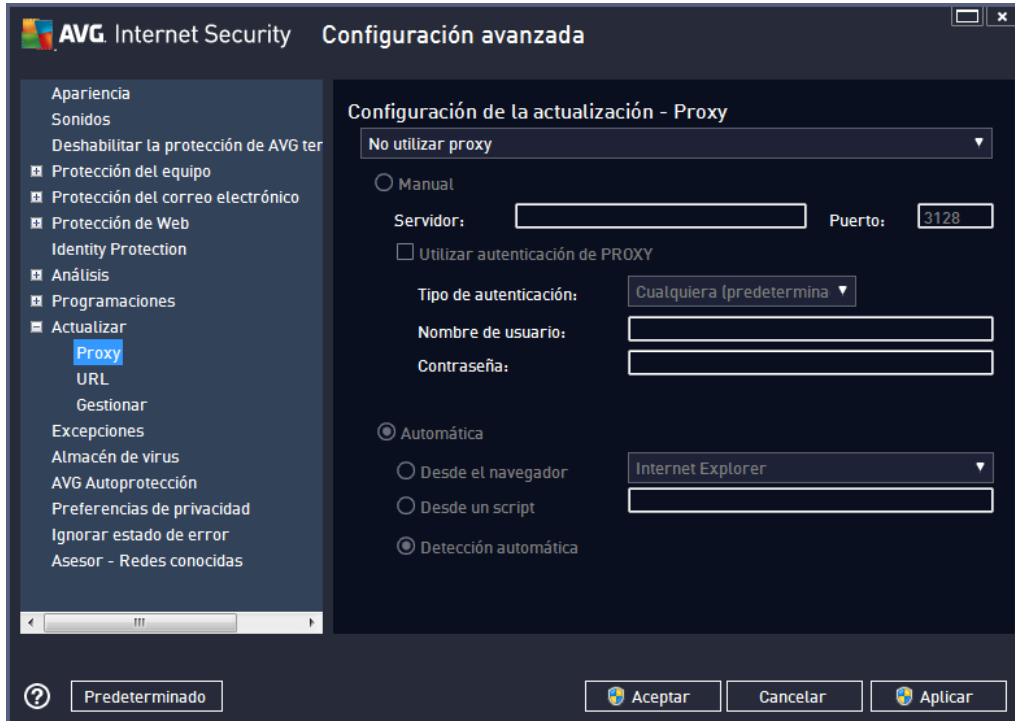 AVG. Internet Security Configuración avanzada
Apariencia
Sonidos
Deshabilitar la protección de AVG ter
Protección del equipo
Protección del correo electrónico
Protección de Web
Identity Protection
Análisis
Programaciones
Actualizar
Proxy
URL
Gestionar
Excepciones
Almacén de virus
AVG Autoprotección
Preferencias de privacidad
Ignorar estado de error
Asesor - Redes conocidas
Configuración de la actualización - Proxy
No utilizar proxy
Manual
Servidor: Puerto: 3128
Utilizar autenticación de PROXY
Tipo de autenticación: Cualquiera (predetermina
Nombre de usuario:
Contraseña:
Automática
Desde el navegador Internet Explorer
Desde un script
Detección automática
? Predeterminado Aceptar Cancelar Aplicar